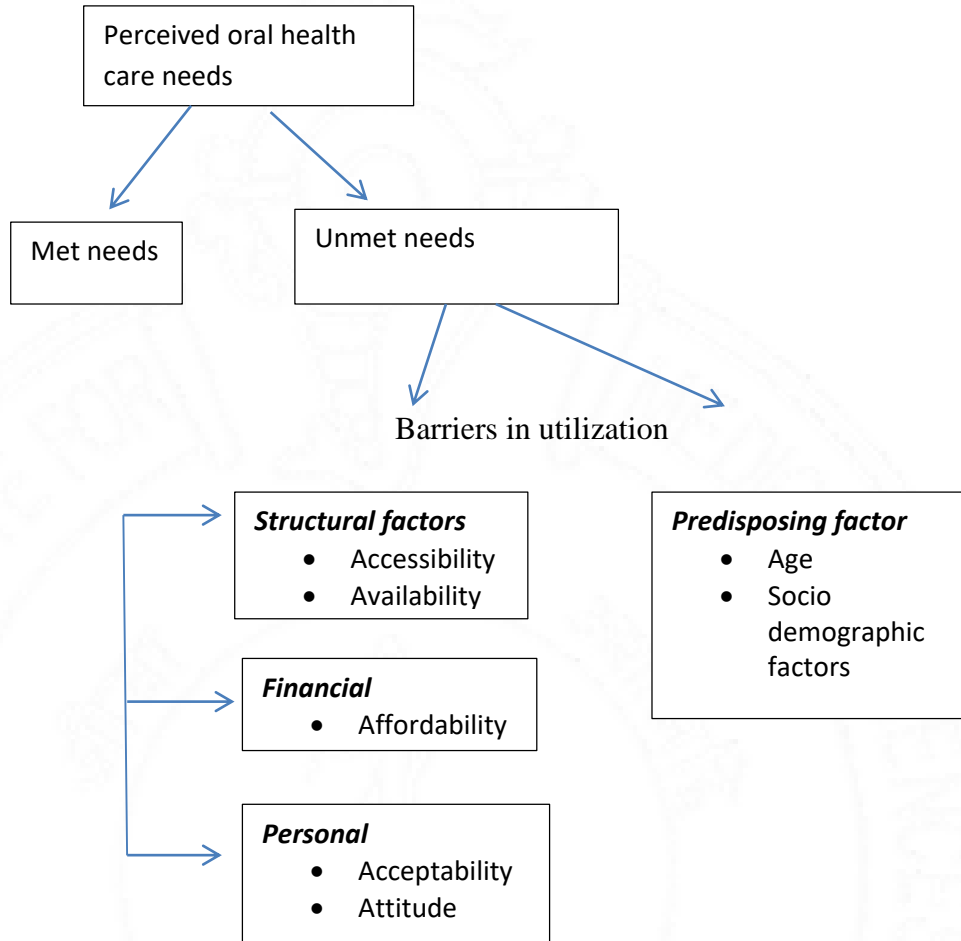 Perceived oral health
care needs
Met needs
Unmet needs
Barriers in utilization
Structural factors
• Accessibility
• Availability
Predisposing factor
• Age
• Socio
demographic
factors
Financial
• Affordability
Personal
• Acceptability
• Attitude